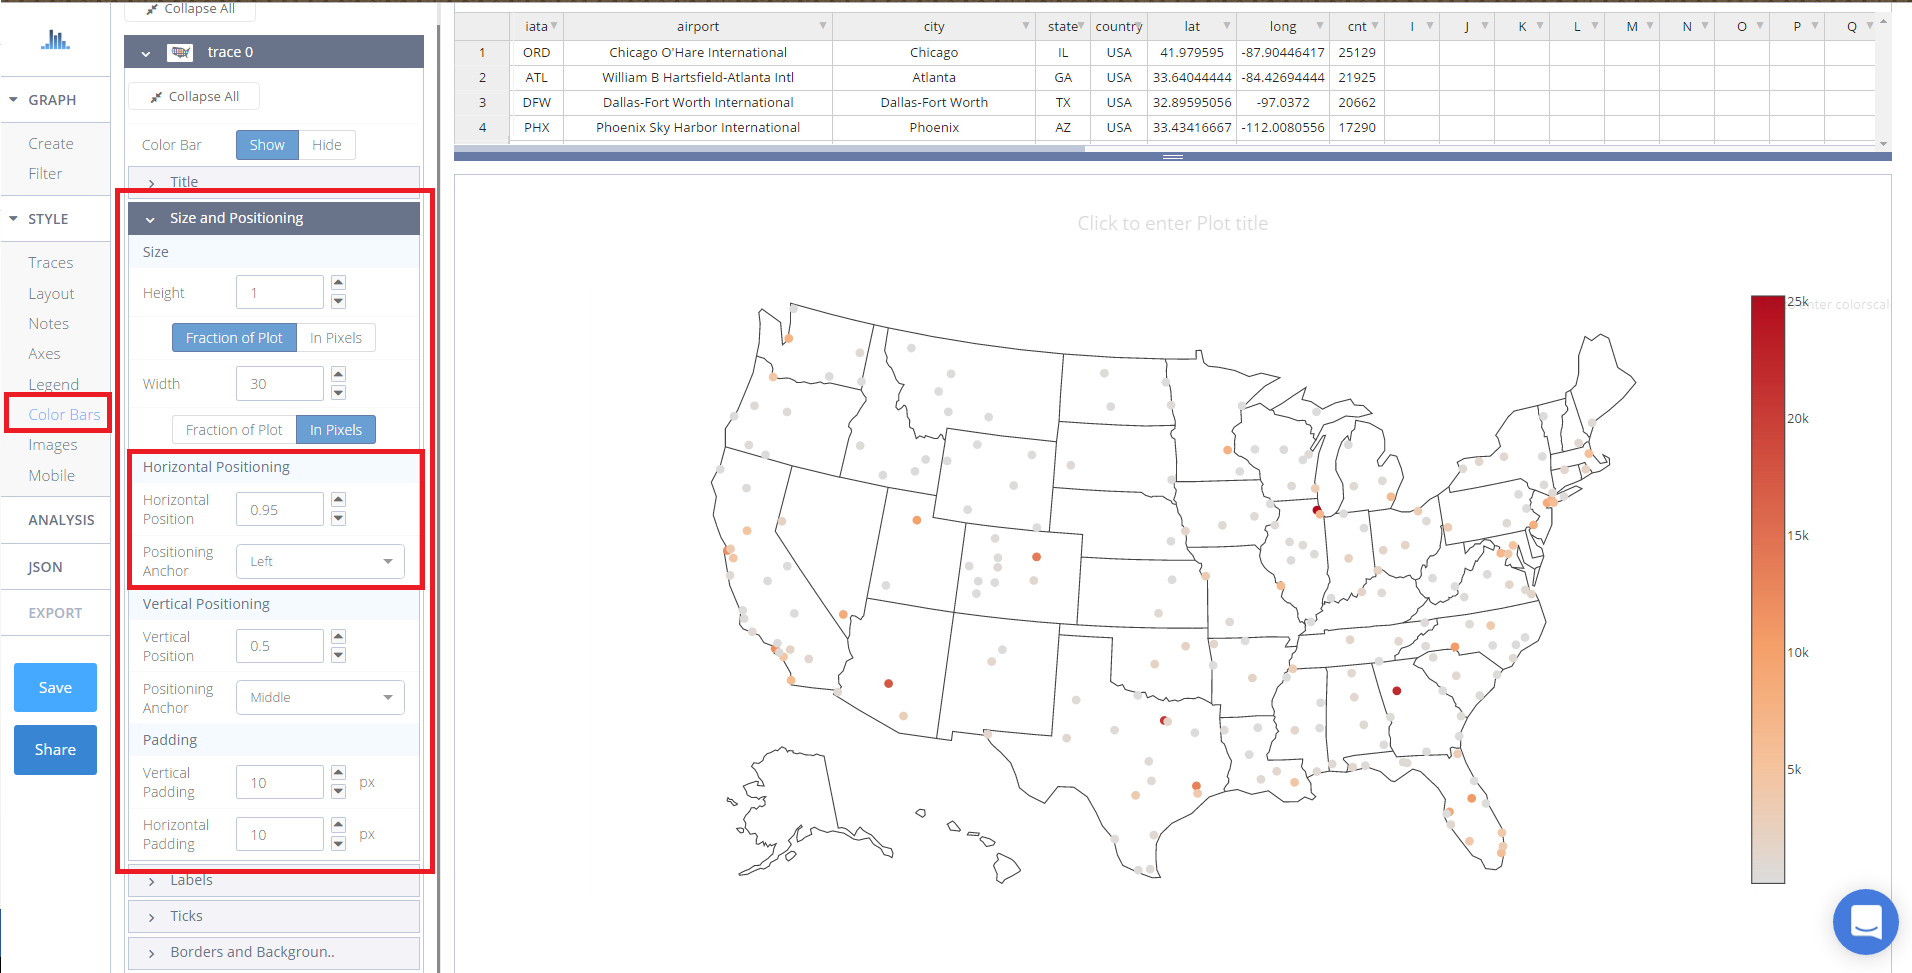 Collapse All
trace 0
Collapse All
Color Bar Show Hide
Title
Size and Positioning
Size
Height 1
Fraction of Plot In Pixels
Width 30
Fraction of Plot In Pixels
Horizontal Positioning
Horizontal Position 0.95
Positioning Anchor Left
Vertical Positioning
Vertical Position 0.5
Positioning Anchor Middle
Padding
Vertical Padding 10 px
Horizontal Padding 10 px
Labels
Ticks
Borders and Backgroun..
GRAPH
Create
Filter
STYLE
Traces
Layout
Notes
Axes
Legend
Color Bars
Images
Mobile
ANALYSIS
JSON
EXPORT
Save
Share
iata airport city state country lat long cnt I J K L M N O P Q
1 ORD Chicago O'Hare International Chicago IL USA 41.979595 -87.90446417 25129
2 ATL William B Hartsfield-Atlanta Intl Atlanta GA USA 33.64044444 -84.42694444 21925
3 DFW Dallas-Fort Worth International Dallas-Fort Worth TX USA 32.89595056 -97.0372 20662
4 PHX Phoenix Sky Harbor International Phoenix AZ USA 33.43416667 -112.0080556 17290
Click to enter Plot title
25k
enter colorscal
20k
15k
10k
5k